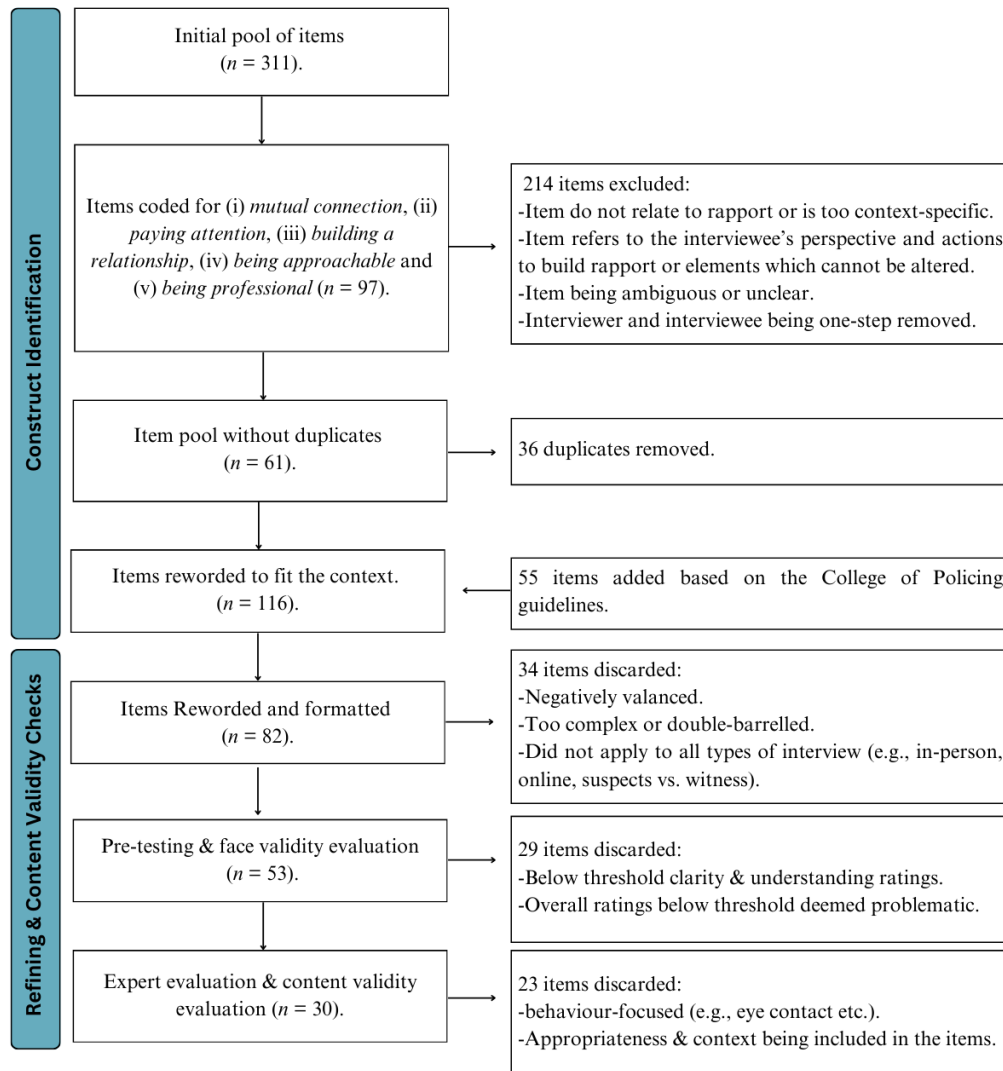 Construct Identification
Initial pool of items
(n = 311).
Items coded for (i) mutual connection, (ii)
paying attention, (iii) building a
relationship, (iv) being approachable and
(v) being professional (n = 97).
214 items excluded:
-Item do not relate to rapport or is too context-specific.
-Item refers to the interviewee's perspective and actions
to build rapport or elements which cannot be altered.
-Item being ambiguous or unclear.
-Interviewer and interviewee being one-step removed.
Item pool without duplicates
(n = 61).
36 duplicates removed.
Items reworded to fit the context.
(n = 116).
55 items added based on the College of Policing
guidelines.
Refining & Content Validity Checks
Items Reworded and formatted
(n = 82).
34 items discarded:
-Negatively valanced.
-Too complex or double-barrelled.
-Did not apply to all types of interview (e.g., in-person,
online, suspects vs. witness).
Pre-testing & face validity evaluation
(n = 53).
29 items discarded:
-Below threshold clarity & understanding ratings.
-Overall ratings below threshold deemed problematic.
Expert evaluation & content validity
evaluation (n = 30).
23 items discarded:
-behaviour-focused (e.g., eye contact etc.).
-Appropriateness & context being included in the items.